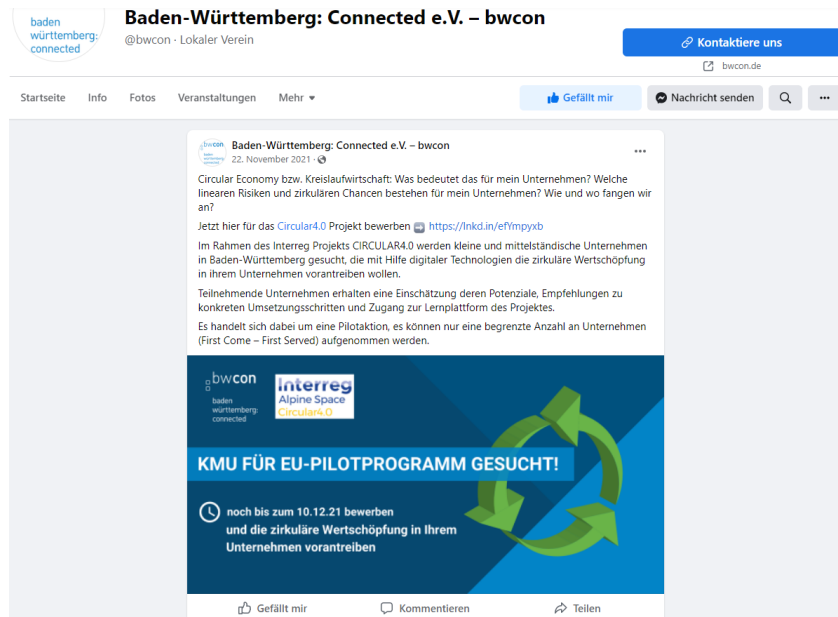 baden
württemberg:
connected
Baden-Württemberg: Connected e.V. – bwcon
@bwcon · Lokaler Verein
Kontaktiere uns
bwcon.de
Startseite Info Fotos Veranstaltungen Mehr
Gefällt mir Nachricht senden
Baden-Württemberg: Connected e.V. – bwcon
22. November 2021 ·
Circular Economy bzw. Kreislaufwirtschaft: Was bedeutet das für mein Unternehmen? Welche
linearen Risiken und zirkulären Chancen bestehen für mein Unternehmen? Wie und wo fangen wir
an?
Jetzt hier für das Circular4.0 Projekt bewerben ➡ https://lnkd.in/efYmpyxb
Im Rahmen des Interreg Projekts CIRCULAR4.0 werden kleine und mittelständische Unternehmen
in Baden-Württemberg gesucht, die mit Hilfe digitaler Technologien die zirkuläre Wertschöpfung
in ihrem Unternehmen vorantreiben wollen.
Teilnehmende Unternehmen erhalten eine Einschätzung deren Potenziale, Empfehlungen zu
konkreten Umsetzungsschritten und Zugang zur Lernplattform des Projektes.
Es handelt sich dabei um eine Pilotaktion, es können nur eine begrenzte Anzahl an Unternehmen
(First Come – First Served) aufgenommen werden.
bwcon
baden
württemberg:
connected
Interreg
Alpine Space
Circular4.0
KMU FÜR EU-PILOTPROGRAMM GESUCHT!
noch bis zum 10.12.21 bewerben
und die zirkuläre Wertschöpfung in Ihrem
Unternehmen vorantreiben
Gefällt mir Kommentieren Teilen